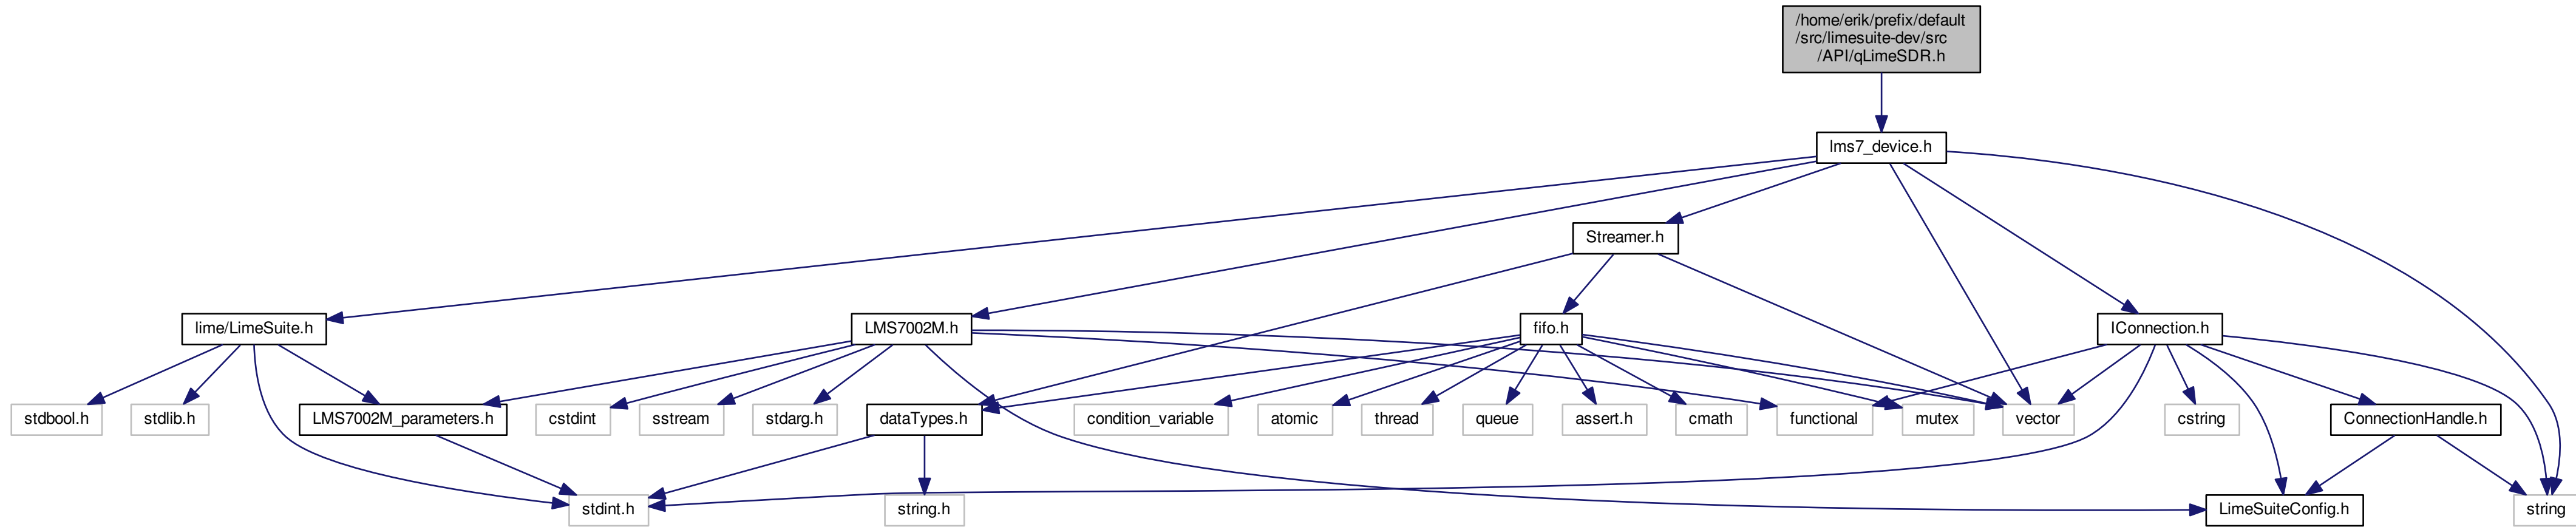 /home/erik/prefix/default
/src/limesuite-dev/src
/API/qLimeSDR.h
lms7_device.h
Streamer.h
lime/LimeSuite.h
LMS7002M.h
fifo.h
IConnection.h
stdbool.h
stdlib.h
LMS7002M_parameters.h
cstdint
sstream
stdarg.h
dataTypes.h
condition_variable
atomic
thread
queue
assert.h
cmath
functional
mutex
vector
cstring
ConnectionHandle.h
stdint.h
string.h
LimeSuiteConfig.h
string